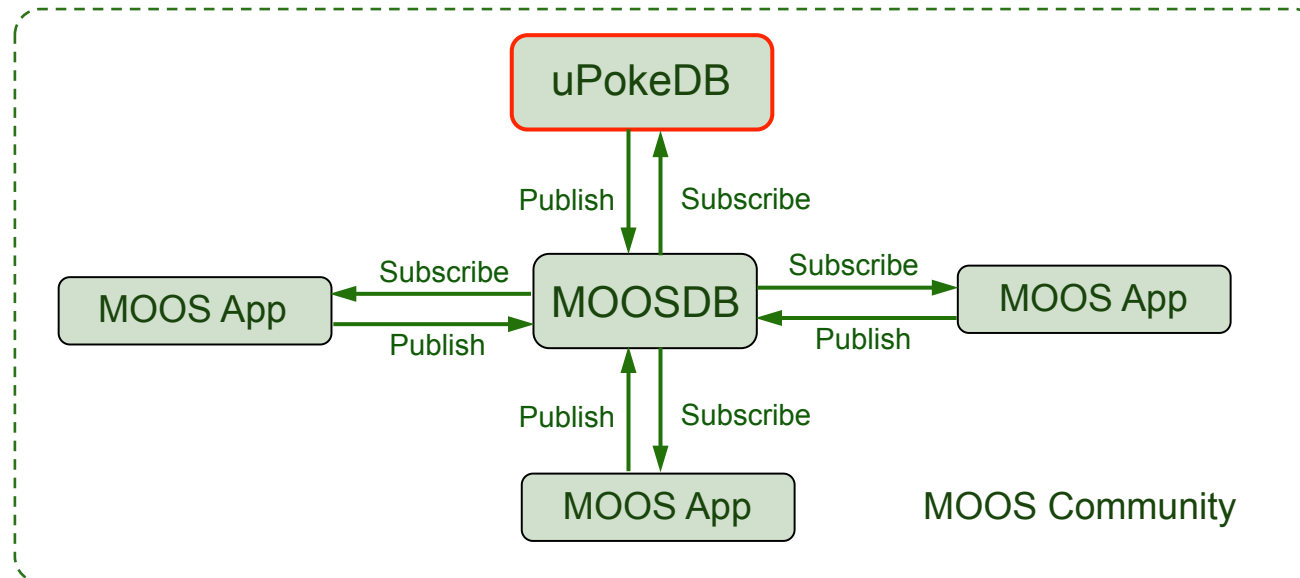 uPokeDB
Publish
Subscribe
Subscribe
MOOSDB
Subscribe
MOOS App
MOOS App
Publish
Publish
Publish
Subscribe
MOOS App
MOOS Community